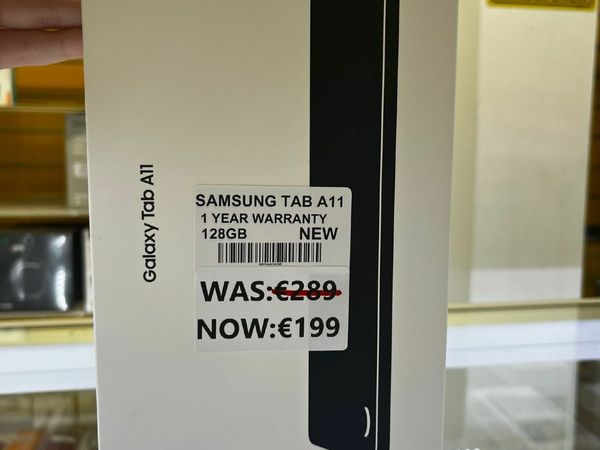 Galaxy Tab A11
SAMSUNG TAB A11
1 YEAR WARRANTY
128GB NEW
WAS:€289
NOW:€199